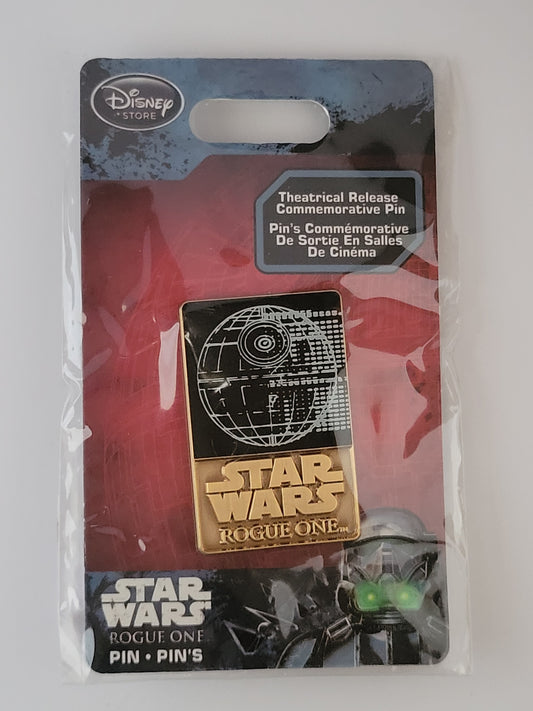 Disney
STORE
Theatrical Release
Commemorative Pin
Pin's Commémorative
De Sortie En Salles
De Cinéma
STAR
WARS
ROGUE ONE™
STAR
WARS
ROGUE ONE
PIN • PIN'S